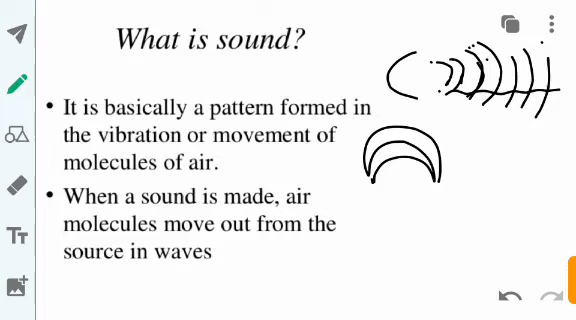 What is sound?
• It is basically a pattern formed in
the vibration or movement of
molecules of air.
• When a sound is made, air
molecules move out from the
source in waves
TT